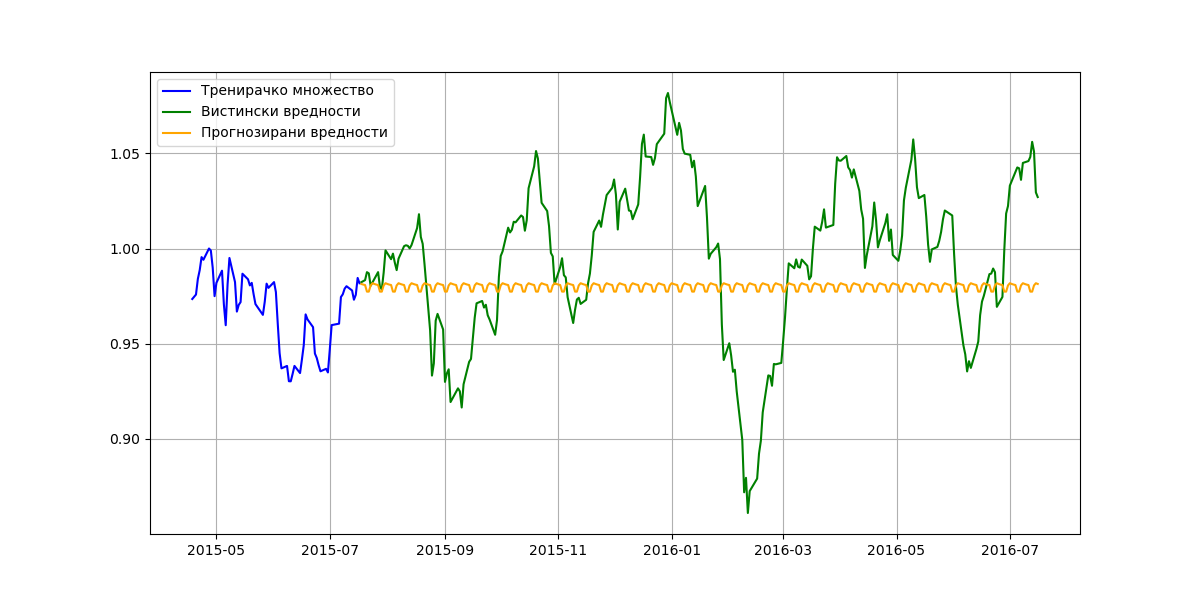 Тренирачко множество
Вистински вредности
Прогнозирани вредности
1.05
1.00
0.95
0.90
2015-05 2015-07 2015-09 2015-11 2016-01 2016-03 2016-05 2016-07